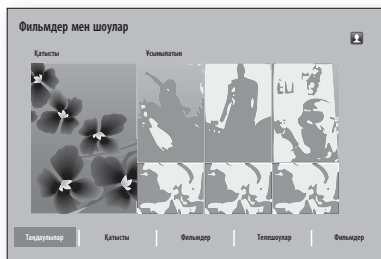 Фильмдер мен шоулар
Қатысты Ұсынылатын
Таңдаулылар Қатысты Фильмдер Телешоулар Фильмдер